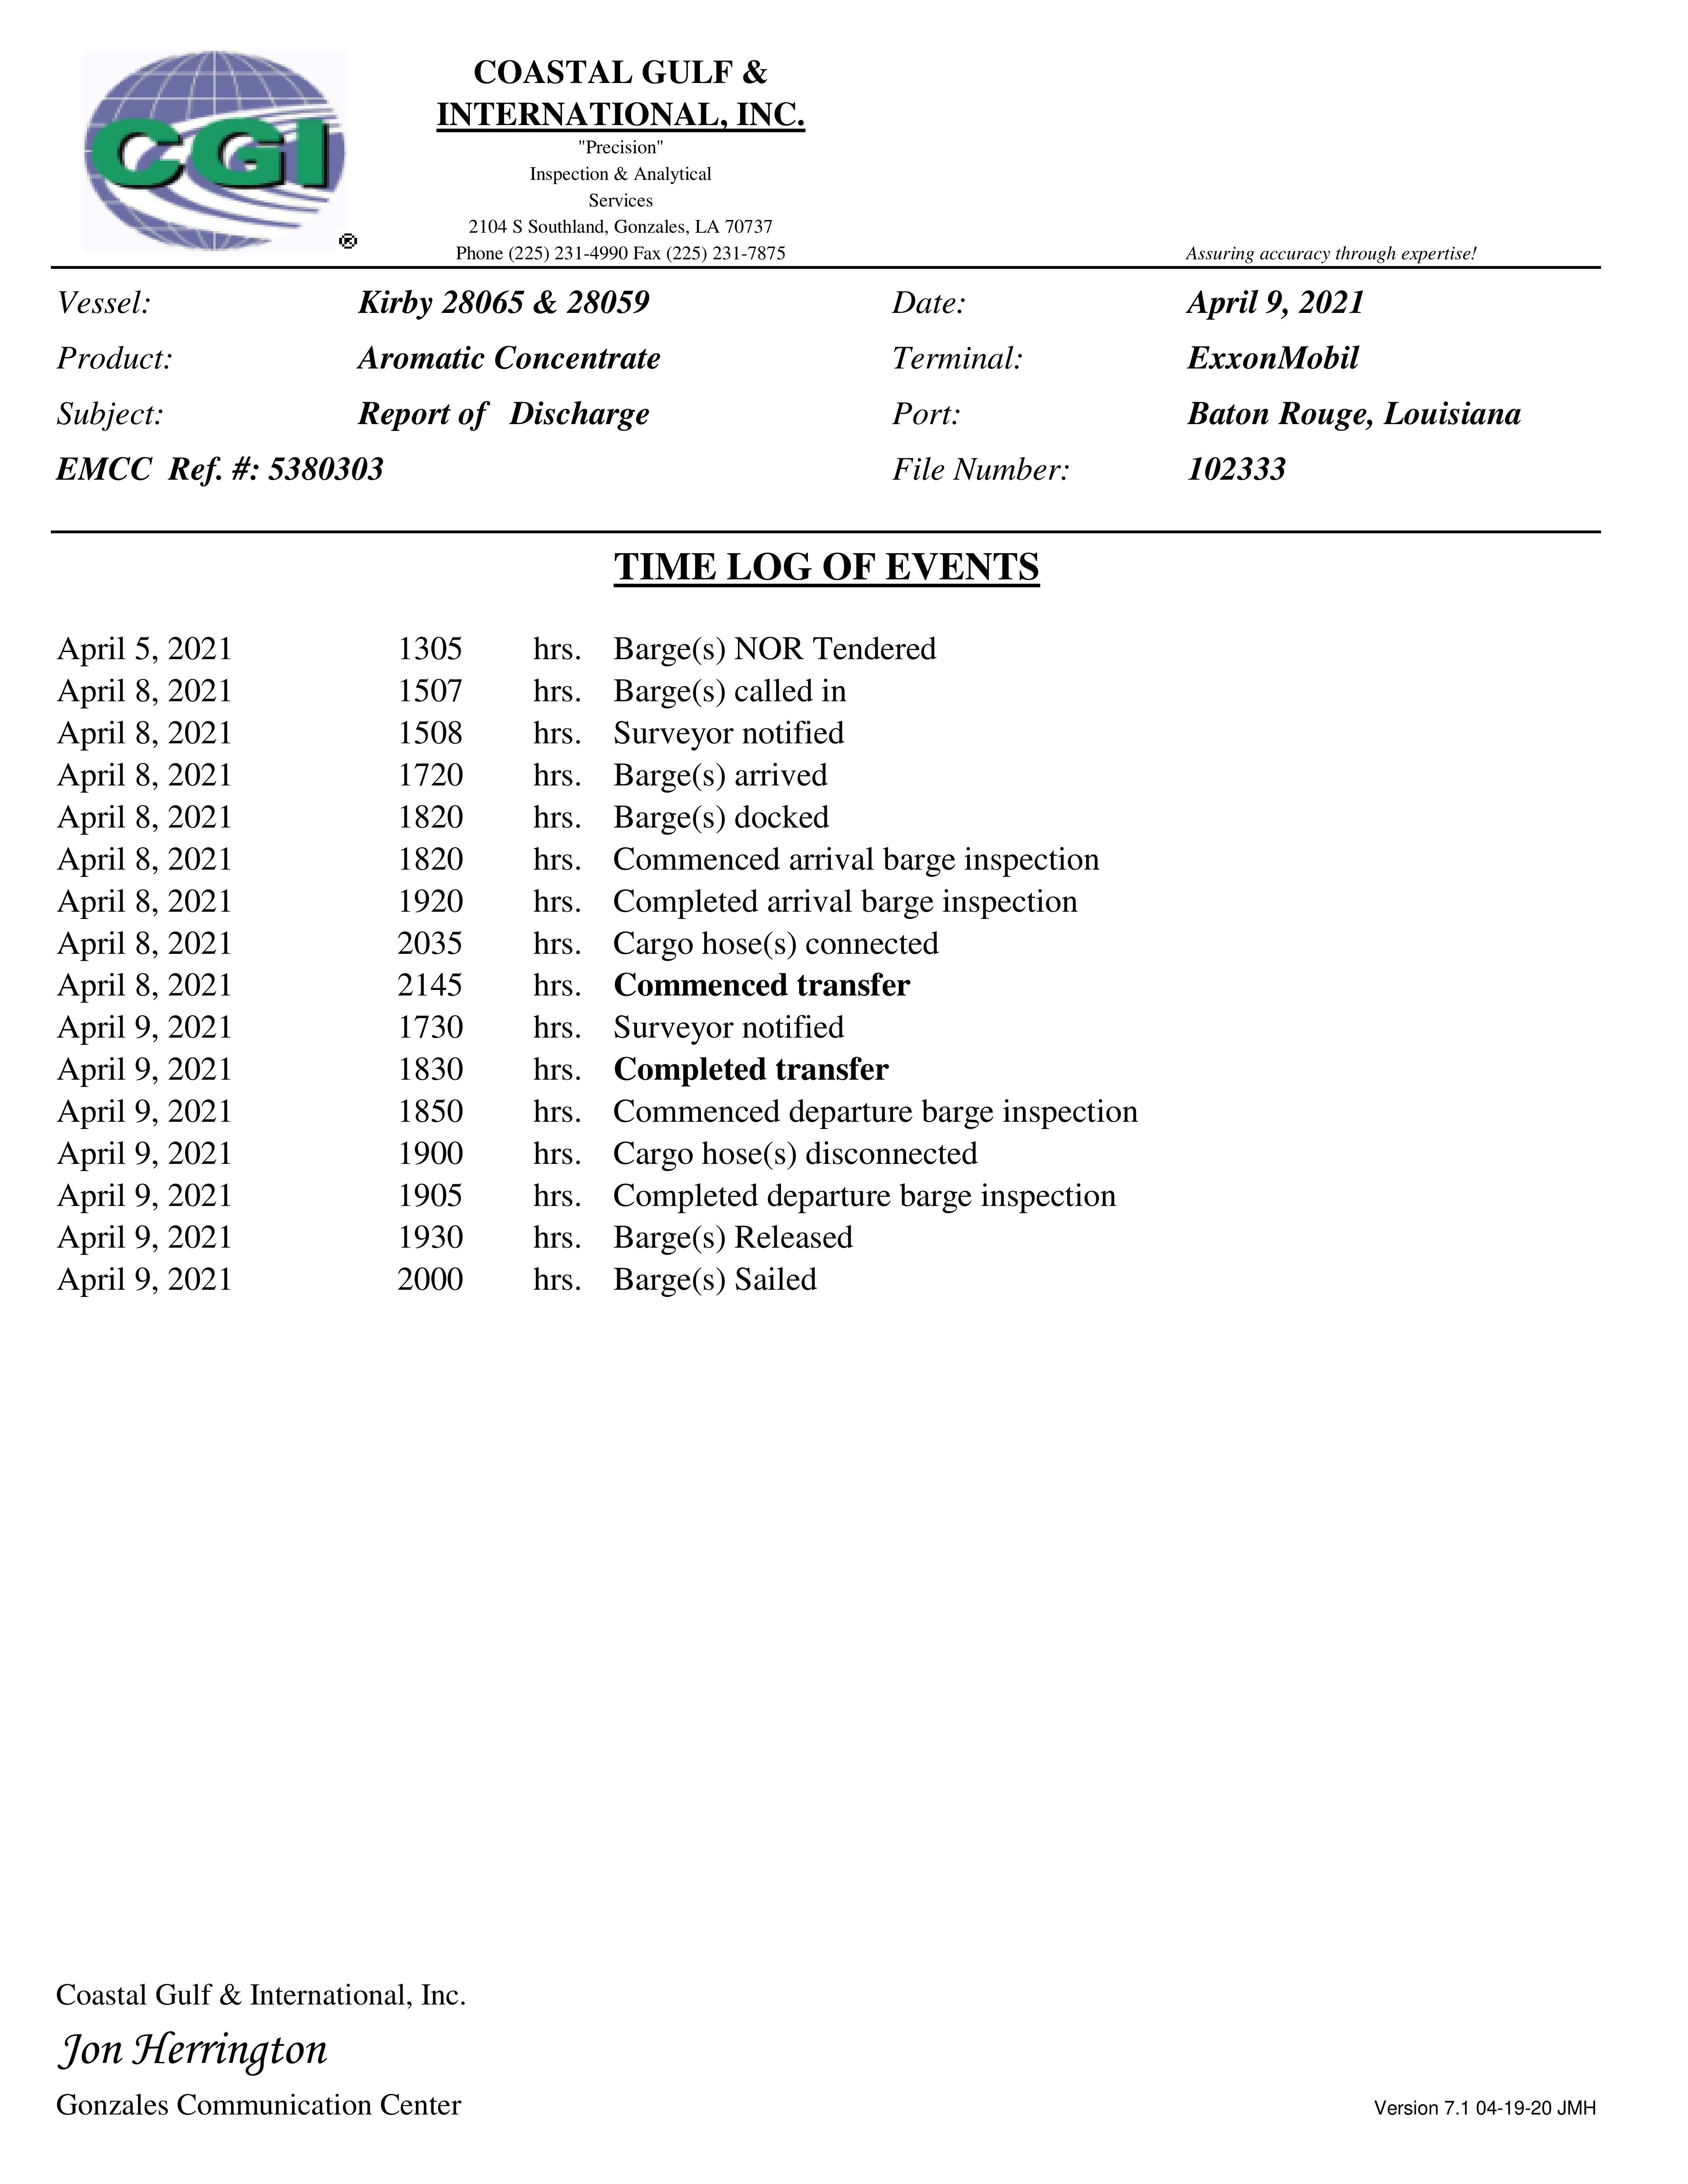 CGI
®
COASTAL GULF &
INTERNATIONAL, INC.
"Precision"
Inspection & Analytical
Services
2104 S Southland, Gonzales, LA 70737
Phone (225) 231-4990 Fax (225) 231-7875
Assuring accuracy through expertise!
Vessel: Kirby 28065 & 28059 Date: April 9, 2021
Product: Aromatic Concentrate Terminal: ExxonMobil
Subject: Report of Discharge Port: Baton Rouge, Louisiana
EMCC Ref. #: 5380303 File Number: 102333
TIME LOG OF EVENTS
April 5, 2021 1305 hrs. Barge(s) NOR Tendered
April 8, 2021 1507 hrs. Barge(s) called in
April 8, 2021 1508 hrs. Surveyor notified
April 8, 2021 1720 hrs. Barge(s) arrived
April 8, 2021 1820 hrs. Barge(s) docked
April 8, 2021 1820 hrs. Commenced arrival barge inspection
April 8, 2021 1920 hrs. Completed arrival barge inspection
April 8, 2021 2035 hrs. Cargo hose(s) connected
April 8, 2021 2145 hrs. Commenced transfer
April 9, 2021 1730 hrs. Surveyor notified
April 9, 2021 1830 hrs. Completed transfer
April 9, 2021 1850 hrs. Commenced departure barge inspection
April 9, 2021 1900 hrs. Cargo hose(s) disconnected
April 9, 2021 1905 hrs. Completed departure barge inspection
April 9, 2021 1930 hrs. Barge(s) Released
April 9, 2021 2000 hrs. Barge(s) Sailed
Coastal Gulf & International, Inc.
Jon Herrington
Gonzales Communication Center
Version 7.1 04-19-20 JMH